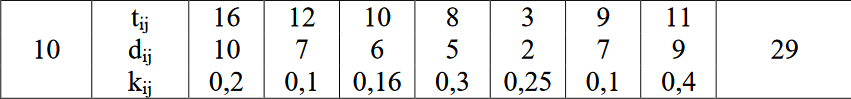 tij 16 12 10 8 3 9 11
10 dij 10 7 6 5 2 7 9 29
kij 0,2 0,1 0,16 0,3 0,25 0,1 0,4